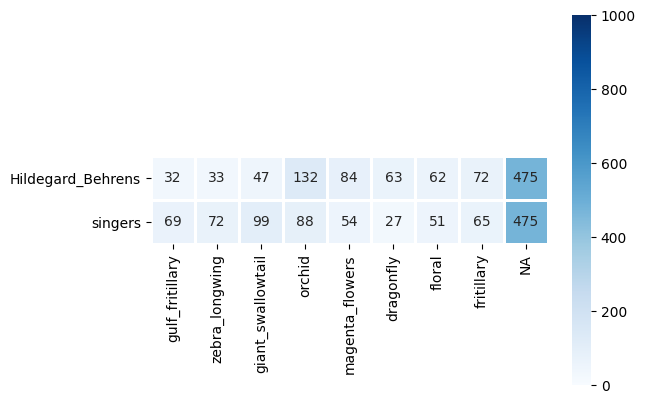 1000
800
600
400
200
0
Hildegard_Behrens 32 33 47 132 84 63 62 72 475
singers 69 72 99 88 54 27 51 65 475
gulf_fritillary zebra_longwing giant_swallowtail orchid magenta_flowers dragonfly floral fritillary NA